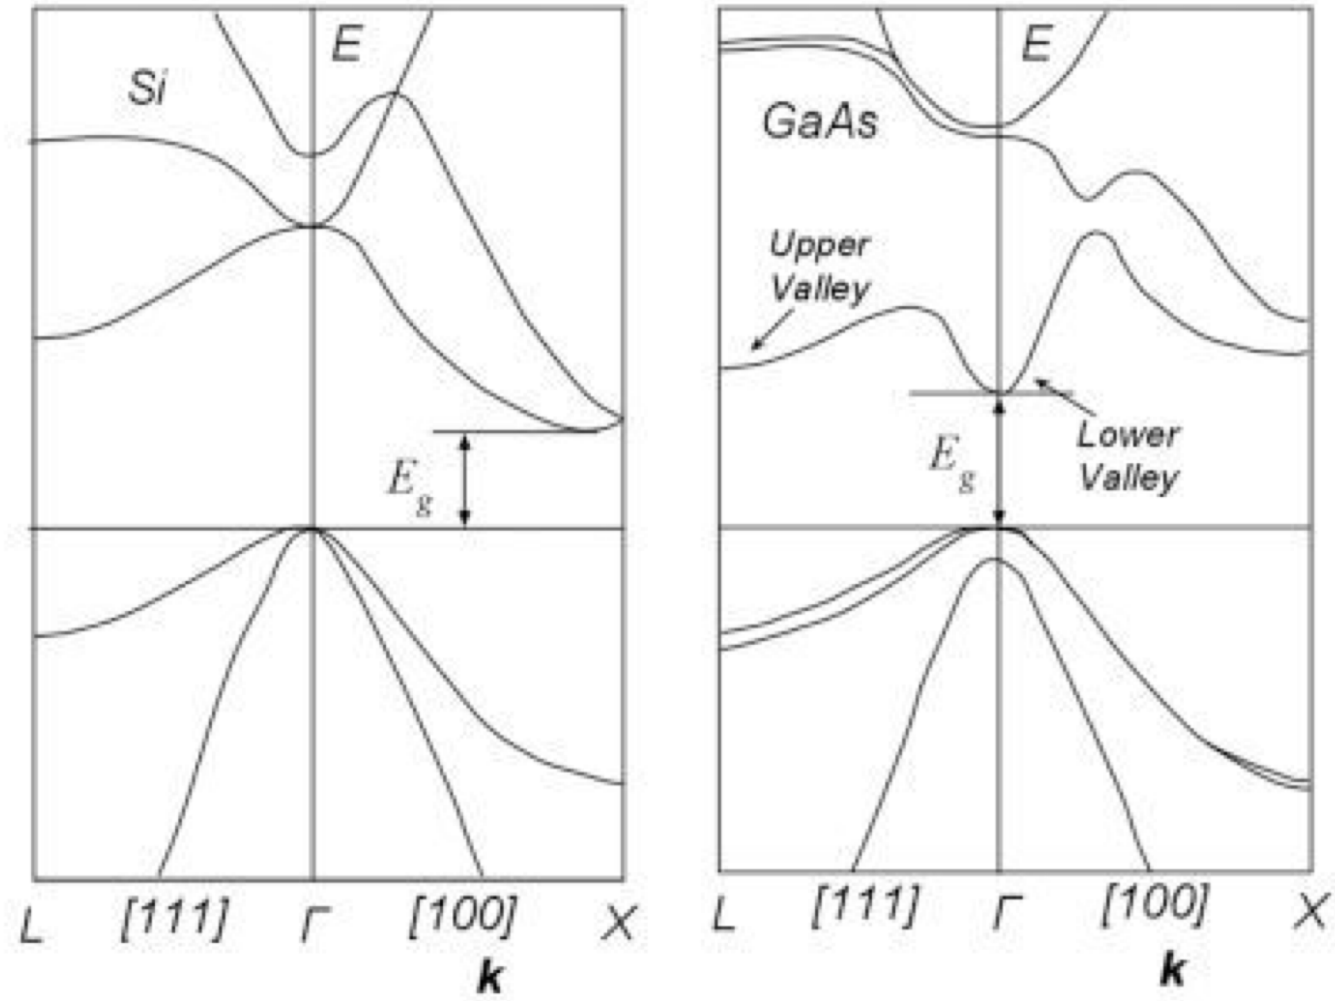 Si
E
E
g
L
[111]
Γ
[100]
X
k
E
GaAs
Upper
Valley
E
g
Lower
Valley
L
[111]
Γ
[100]
X
k